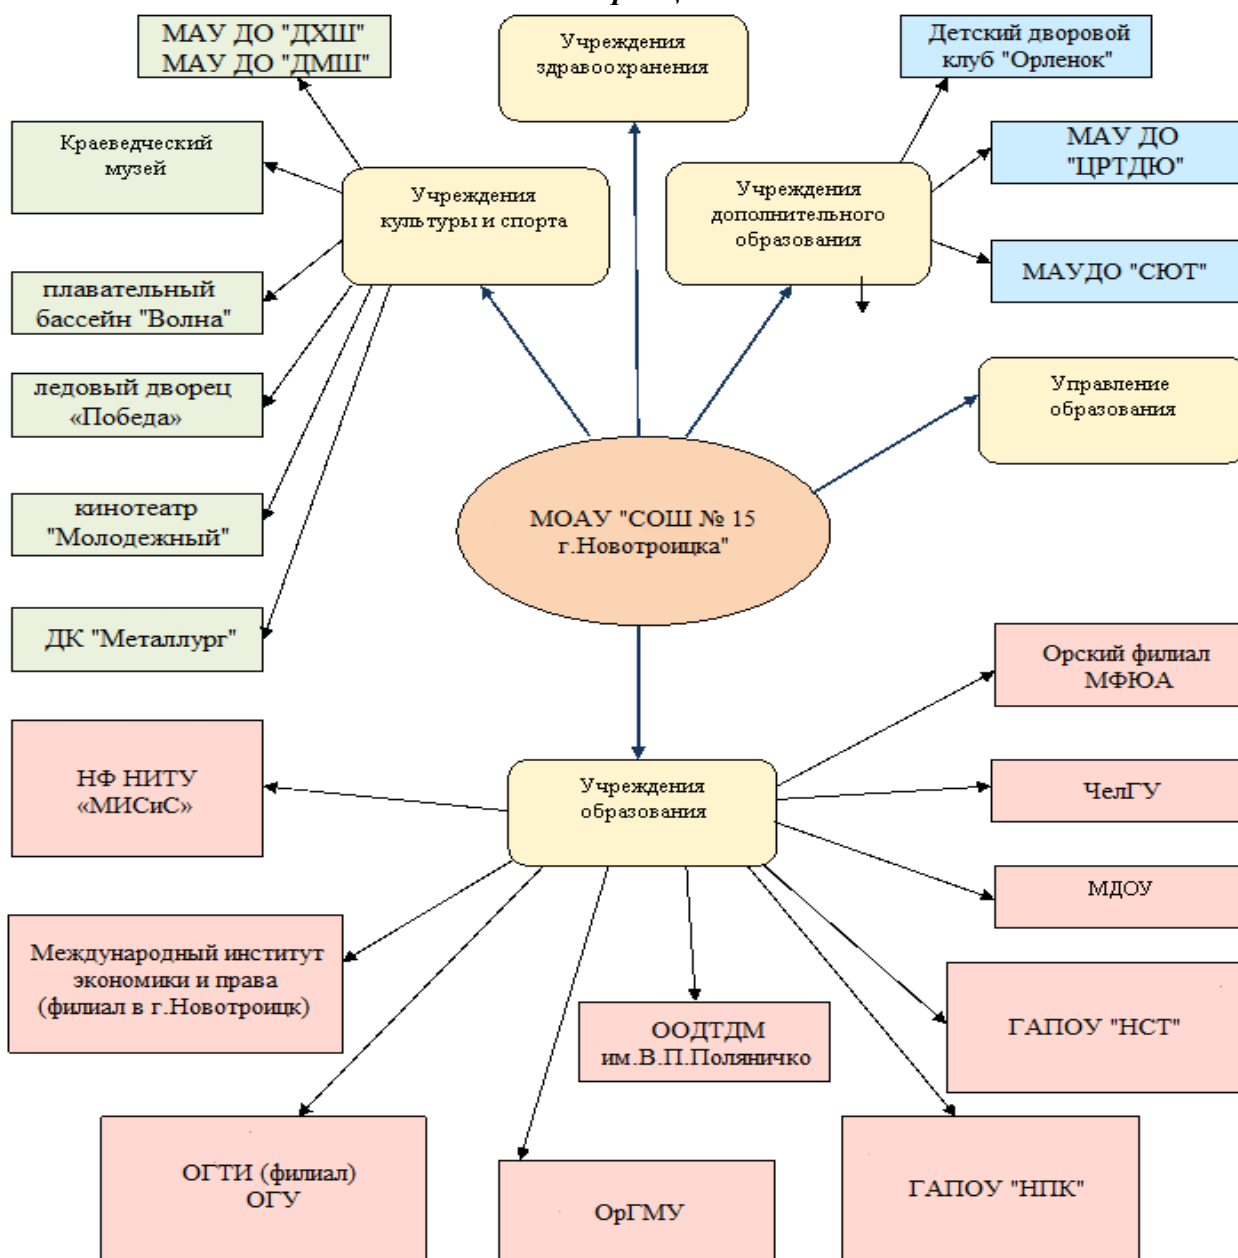 МАУ ДО "ДХШ"
МАУ ДО "ДМШ"
Учреждения
здравоохранения
Детский дворовой
клуб "Орленок"
Краеведческий
музей
Учреждения
культуры и спорта
Учреждения
дополнительного
образования
МАУ ДО
"ЦРТДЮ"
МАУДО "СЮТ"
плавательный
бассейн "Волна"
ледовый дворец
«Победа»
Управление
образования
кинотеатр
"Молодежный"
МОАУ "СОШ № 15
г.Новотроицка"
ДК "Металлург"
Орский филиал
МФЮА
НФ НИТУ
«МИСиС»
Учреждения
образования
ЧелГУ
МДОУ
Международный институт
экономики и права
(филиал в г.Новотроицк)
ООДТДМ
им.В.П.Поляничко
ГАПОУ "НСТ"
ОГТИ (филиал)
ОГУ
ОрГМУ
ГАПОУ "НПК"